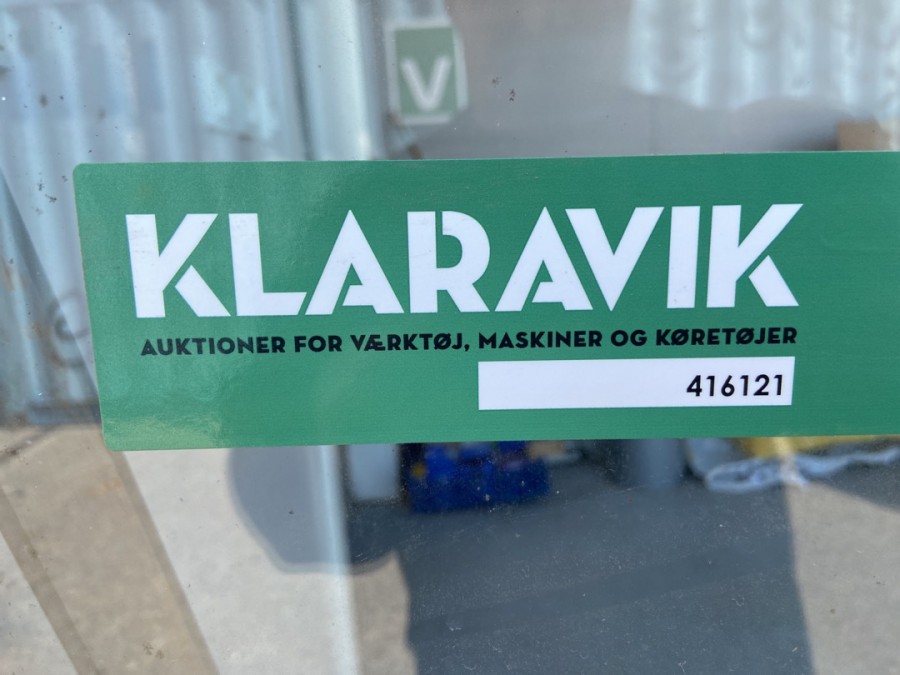 V
KLARAVIK
AUKTIONER FOR VÆRKTØJ, MASKINER OG KØRETØJER
416121